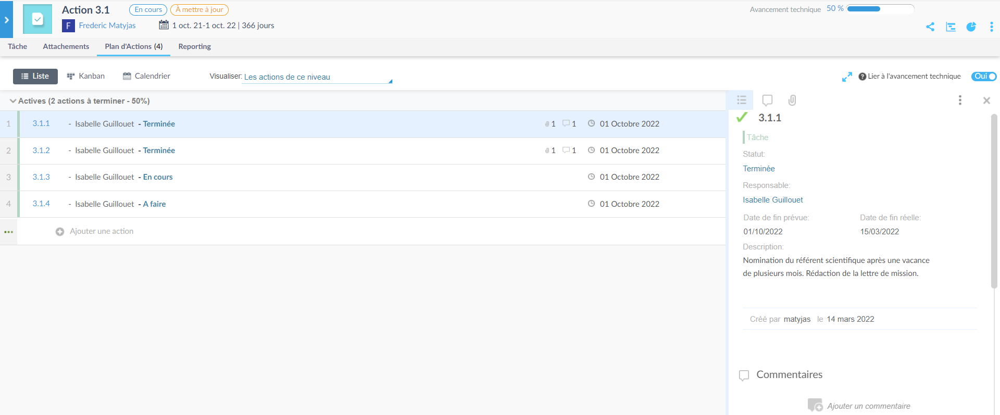 Action 3.1 En cours À mettre à jour Avancement technique 50 %
F Frederic Matyjas 1 oct. 21-1 oct. 22 | 366 jours
Tâche Attachements Plan d'Actions (4) Reporting
Liste Kanban Calendrier Visualiser: Les actions de ce niveau ? Lier à l'avancement technique Oui
Actives (2 actions à terminer - 50%)
1 3.1.1 - Isabelle Guillouet - Terminée 1 1 01 Octobre 2022
2 3.1.2 - Isabelle Guillouet - Terminée 1 1 01 Octobre 2022
3 3.1.3 - Isabelle Guillouet - En cours 01 Octobre 2022
4 3.1.4 - Isabelle Guillouet - A faire 01 Octobre 2022
Ajouter une action
3.1.1
Tâche
Statut:
Terminée
Responsable:
Isabelle Guillouet
Date de fin prévue: Date de fin réelle:
01/10/2022 15/03/2022
Description:
Nomination du référent scientifique après une vacance
de plusieurs mois. Rédaction de la lettre de mission.
Créé par matyjas le 14 mars 2022
Commentaires
Ajouter un commentaire